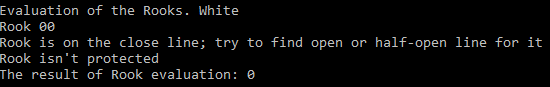 Evaluation of the Rooks. White
Rook 00
Rook is on the close line; try to find open or half-open line for it
Rook isn't protected
The result of Rook evaluation: 0